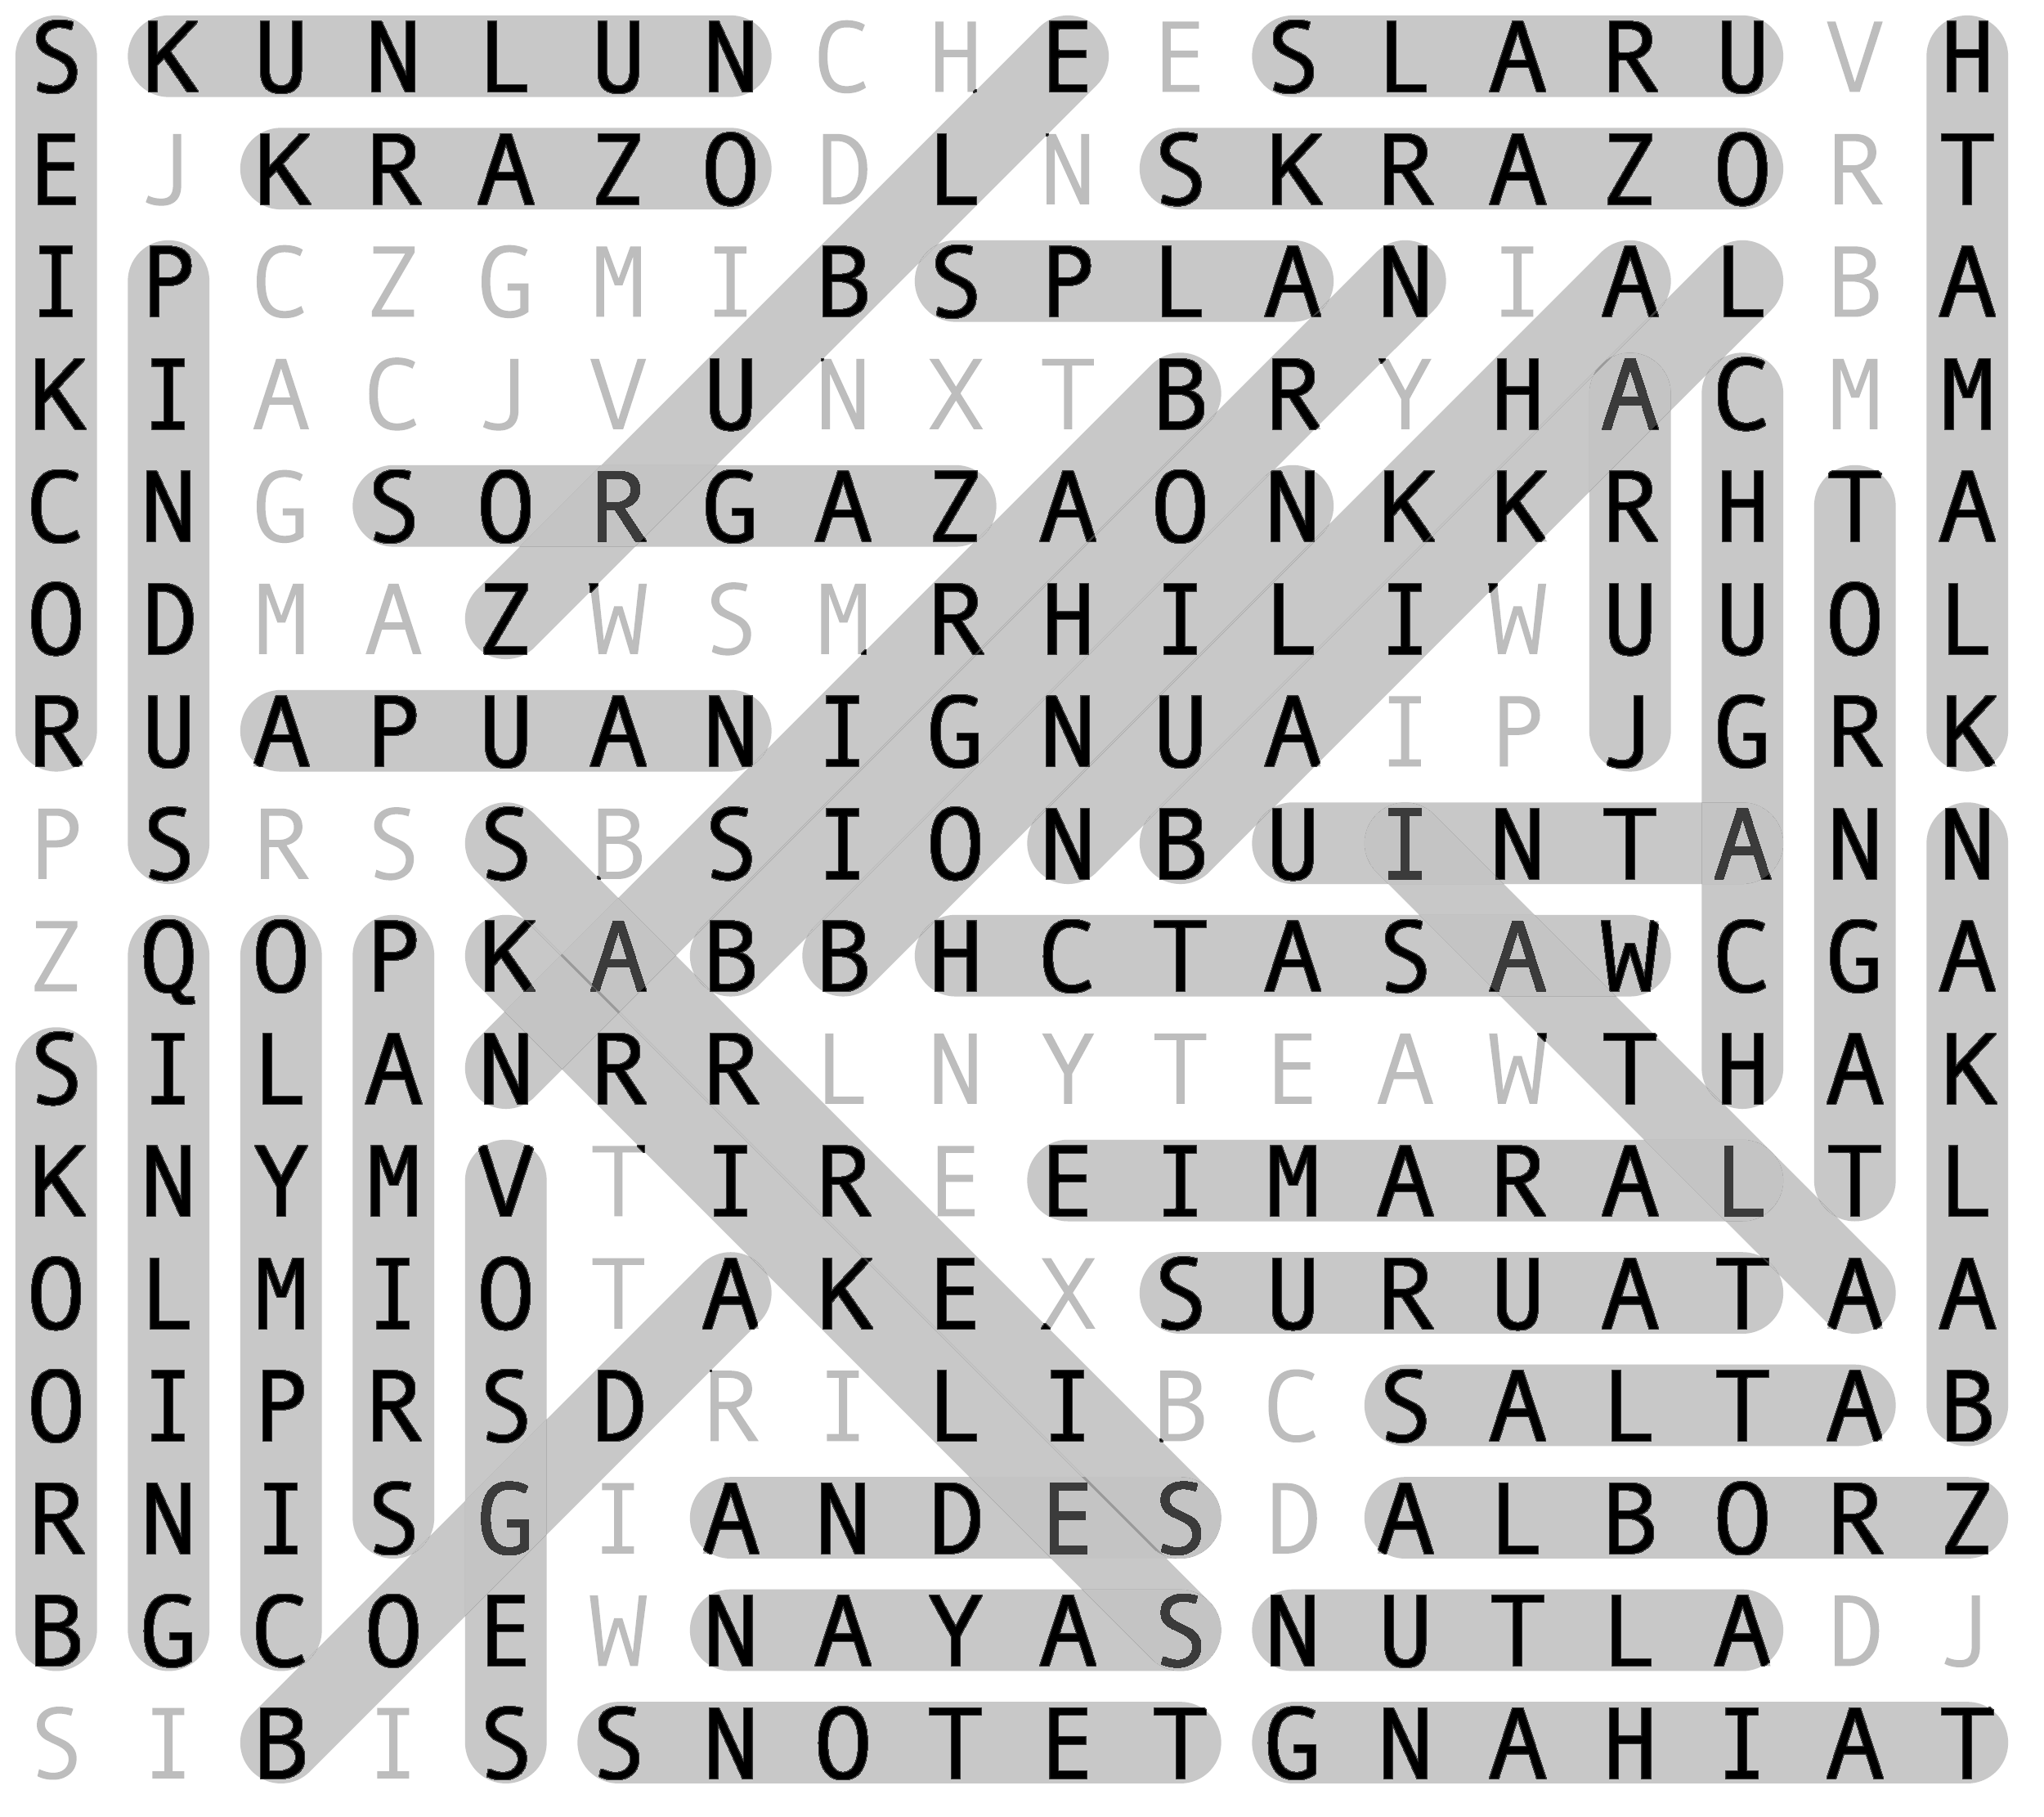 S K U N L U N C H E E S L A R U V H
E J K R A Z O D L N S K R A Z O R T
I P C Z G M I B S P L A N I A L B A
K I A C J V U N X T B R Y H A C M M
C N G S O R G A Z A O N K K R H T A
O D M A Z W S M R H I L I W U U O L
R U A P U A N I G N U A I P J G R K
P S R S S B S I O N B U I N T A N N
Z Q O P K A B B H C T A S A W C G A
S I L A N R R L N Y T E A W T H A K
K N Y M V T I R E E I M A R A L T L
O L M I O T A K E X S U R U A T A A
O I P R S D R I L I B C S A L T A B
R N I S G I A N D E S D A L B O R Z
B G C O E W N A Y A S N U T L A D J
S I B I S S N O T E T G N A H I A T